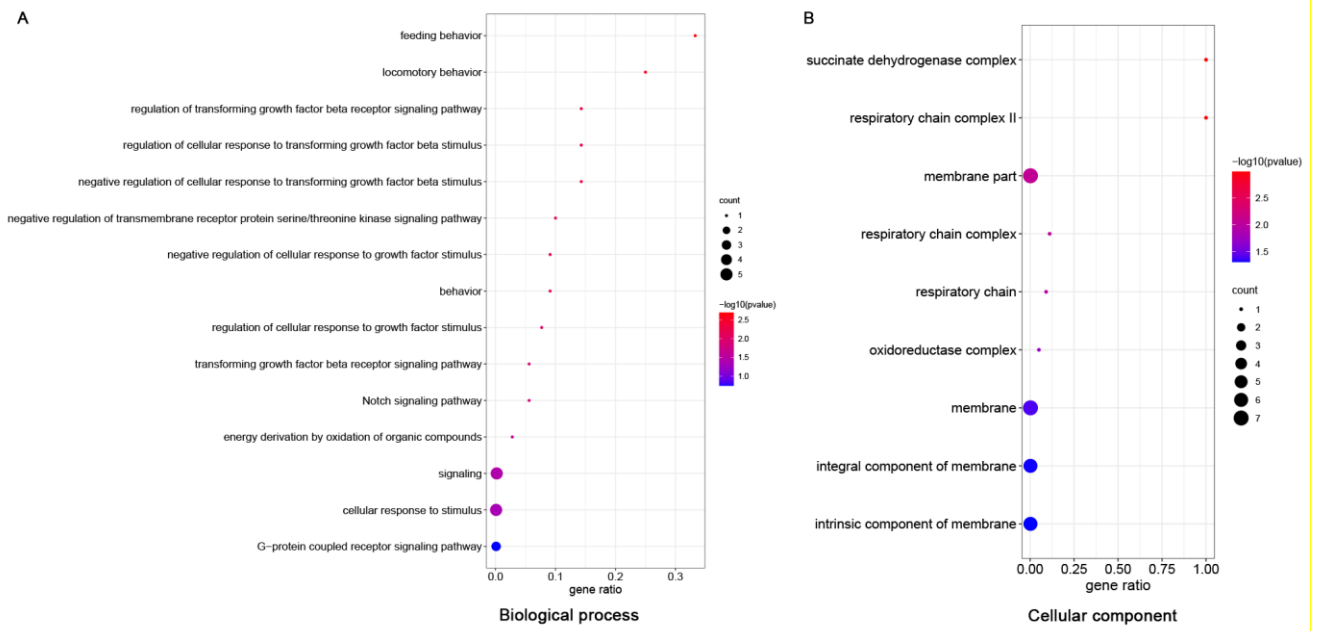 A
feeding behavior
locomotory behavior
regulation of transforming growth factor beta receptor signaling pathway
regulation of cellular response to transforming growth factor beta stimulus
negative regulation of cellular response to transforming growth factor beta stimulus
negative regulation of transmembrane receptor protein serine/threonine kinase signaling pathway
negative regulation of cellular response to growth factor stimulus
behavior
regulation of cellular response to growth factor stimulus
transforming growth factor beta receptor signaling pathway
Notch signaling pathway
energy derivation by oxidation of organic compounds
signaling
cellular response to stimulus
G−protein coupled receptor signaling pathway
0.0 0.1 0.2 0.3
gene ratio
Biological process
count
1
2
3
4
5
−log10(pvalue)
2.5
2.0
1.5
1.0
B
succinate dehydrogenase complex
respiratory chain complex II
membrane part
respiratory chain complex
respiratory chain
oxidoreductase complex
membrane
integral component of membrane
intrinsic component of membrane
0.00 0.25 0.50 0.75 1.00
gene ratio
Cellular component
−log10(pvalue)
2.5
2.0
1.5
count
1
2
3
4
5
6
7